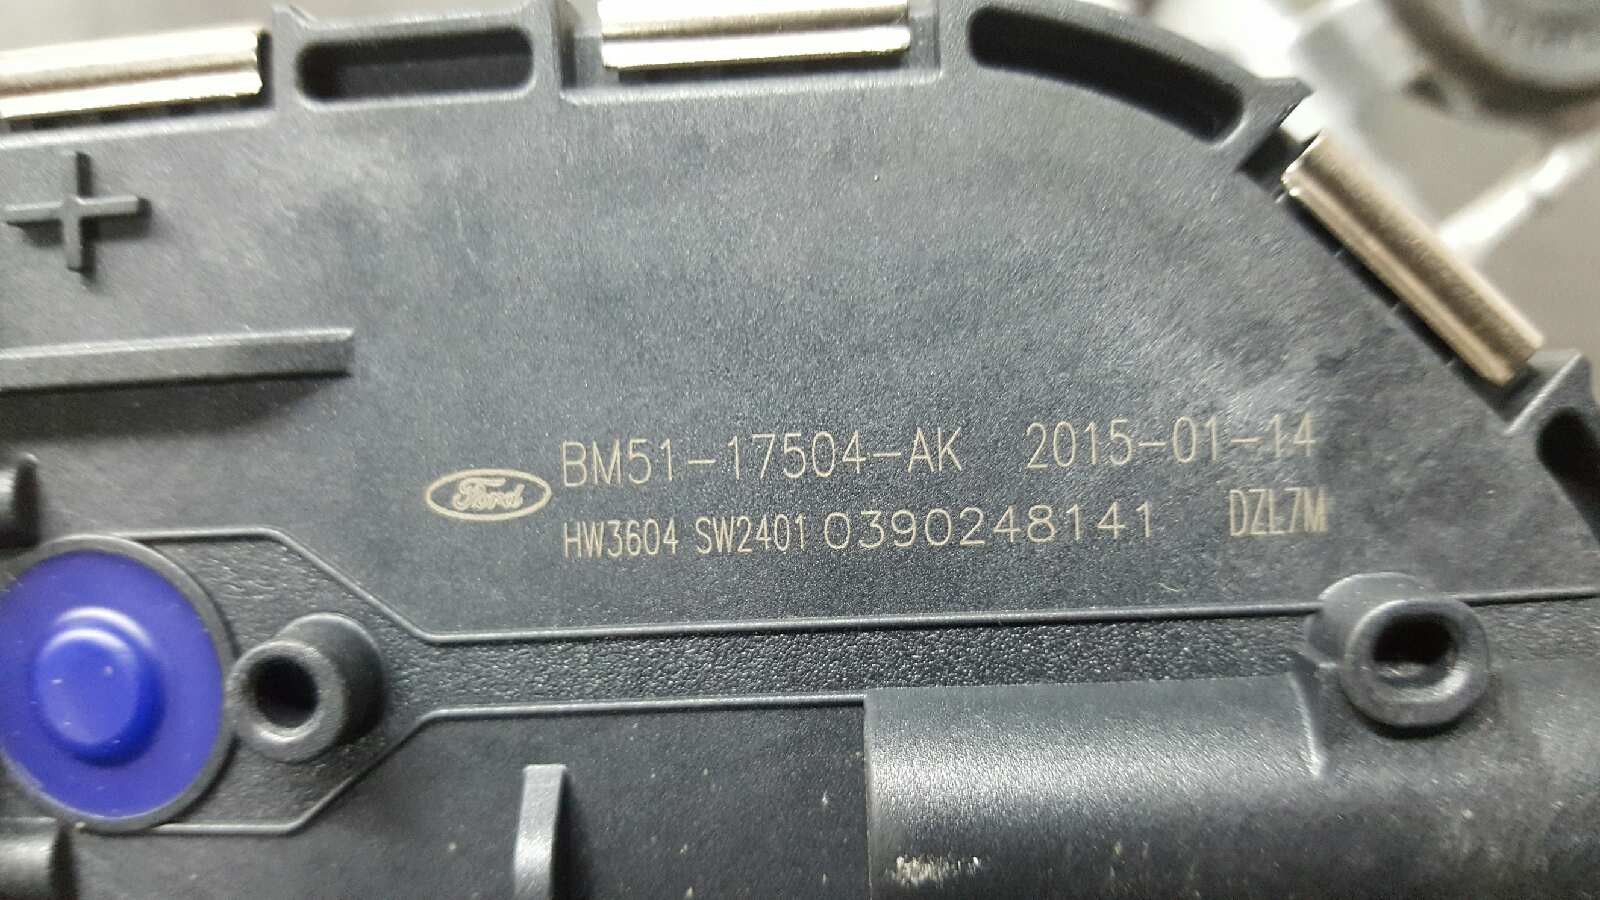 Ford BM51-17504-AK 2015-01-14
HW3604 SW2401 0390248141 DZL7M